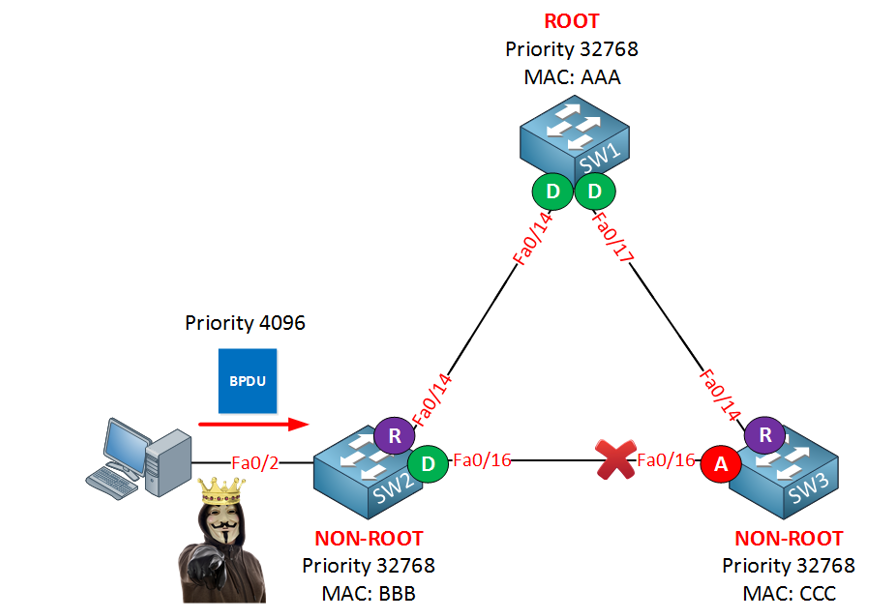 ROOT
Priority 32768
MAC: AAA
SW1
D
D
Fa0/14
Fa0/17
Priority 4096
BPDU
Fa0/14
Fa0/14
R
R
Fa0/2
D
Fa0/16
Fa0/16
A
SW2
SW3
NON-ROOT
Priority 32768
MAC: BBB
NON-ROOT
Priority 32768
MAC: CCC